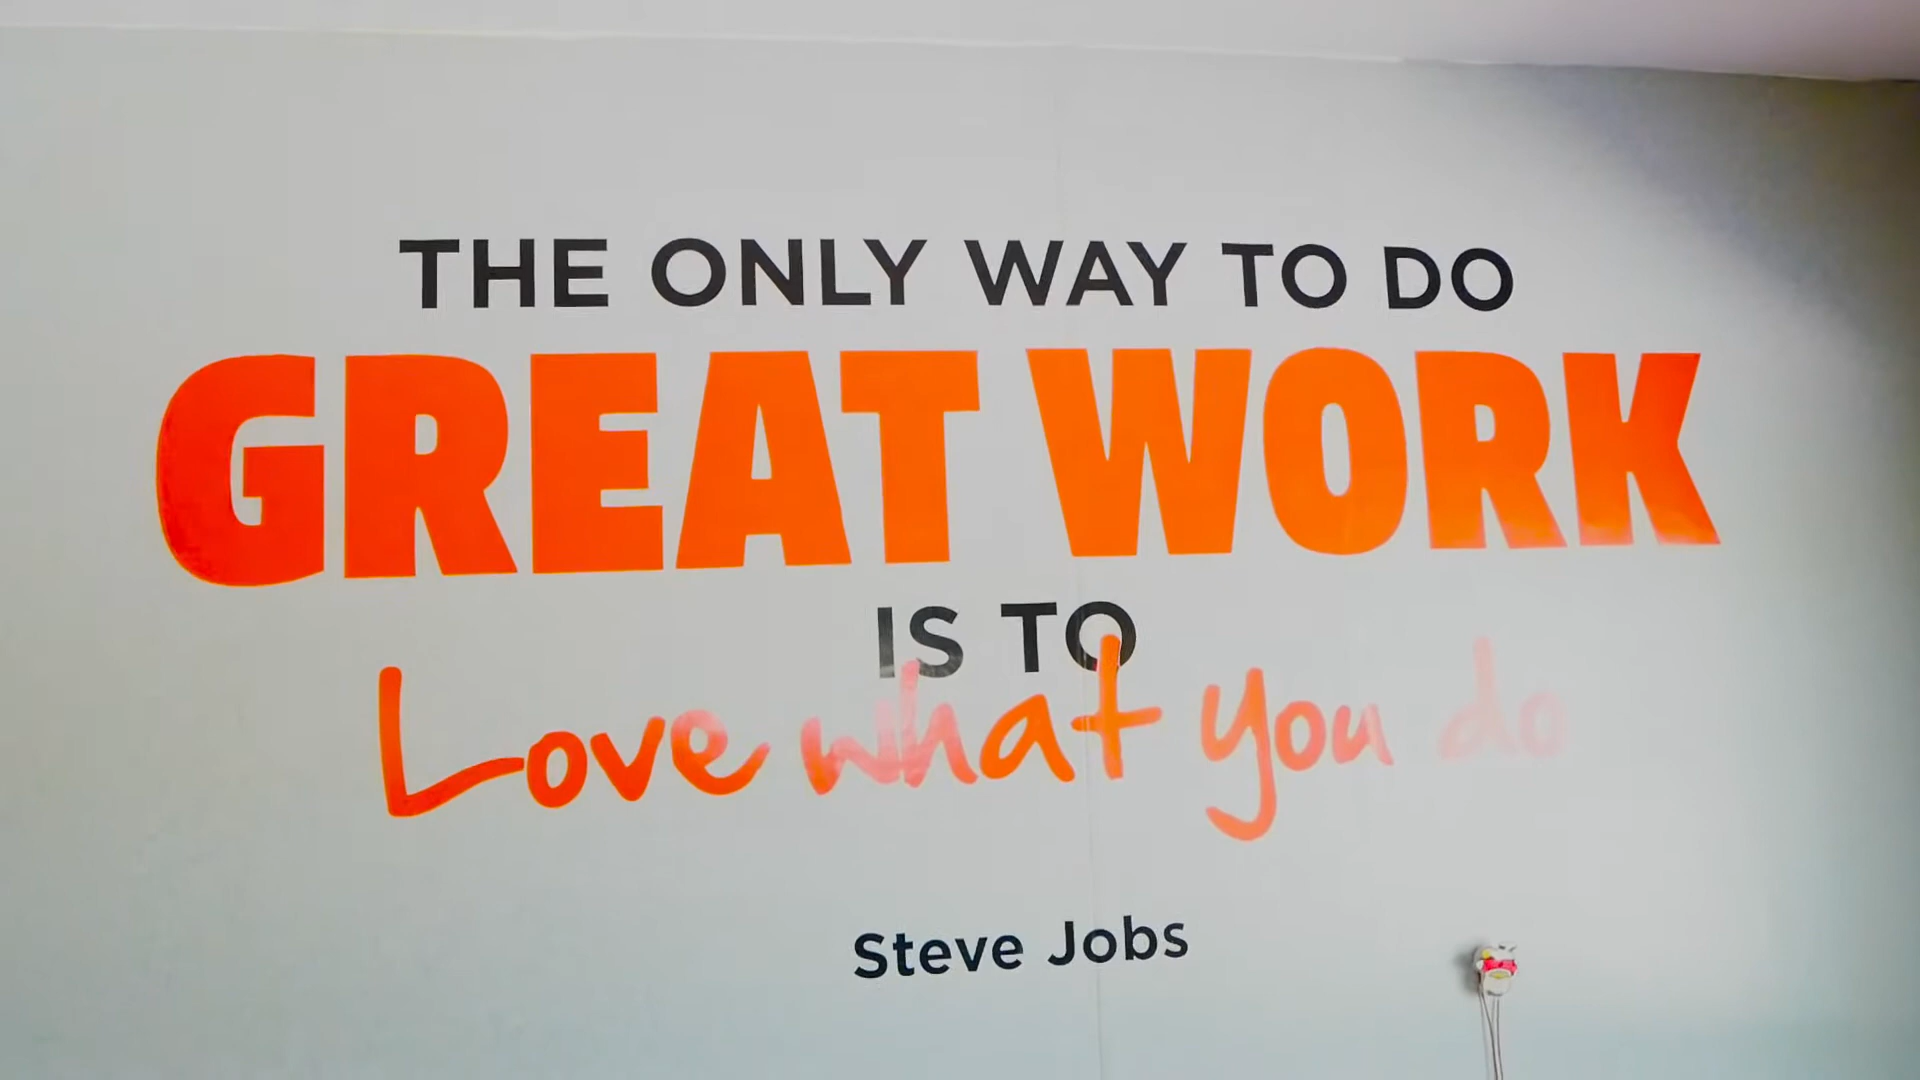 THE ONLY WAY TO DO
GREAT WORK
IS TO
Love what you do
Steve Jobs